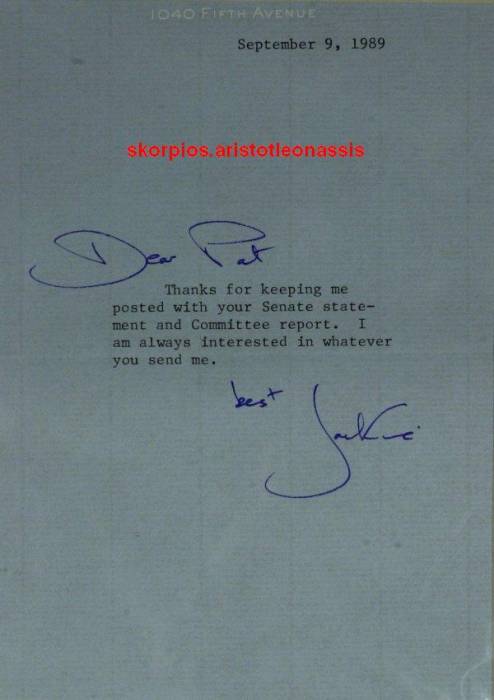 1040 FIFTH AVENUE
September 9, 1989
skorpios.aristotleonassis
Dear Pat
Thanks for keeping me
posted with your Senate state-
ment and Committee report. I
am always interested in whatever
you send me.
best
Jackie